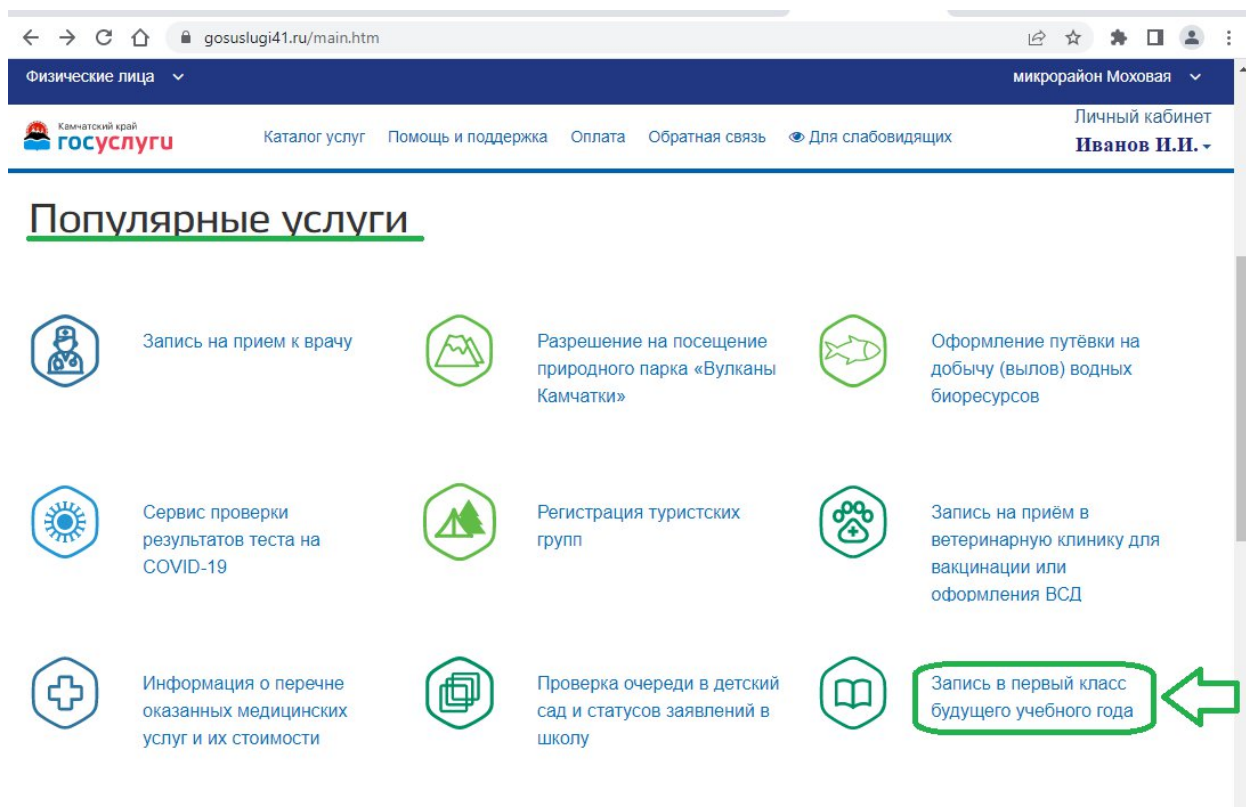 gosuslugi41.ru/main.htm
Физические лица
микрорайон Моховая
Камчатский край
госуслуги
Каталог услуг
Помощь и поддержка
Оплата
Обратная связь
Для слабовидящих
Личный кабинет
Иванов И.И.
Популярные услуги
Запись на прием к врачу
Разрешение на посещение
природного парка «Вулканы
Камчатки»
Оформление путёвки на
добычу (вылов) водных
биоресурсов
Сервис проверки
результатов теста на
COVID-19
Регистрация туристских
групп
Запись на приём в
ветеринарную клинику для
вакцинации или
оформления ВСД
Информация о перечне
оказанных медицинских
услуг и их стоимости
Проверка очереди в детский
сад и статусов заявлений в
школу
Запись в первый класс
будущего учебного года